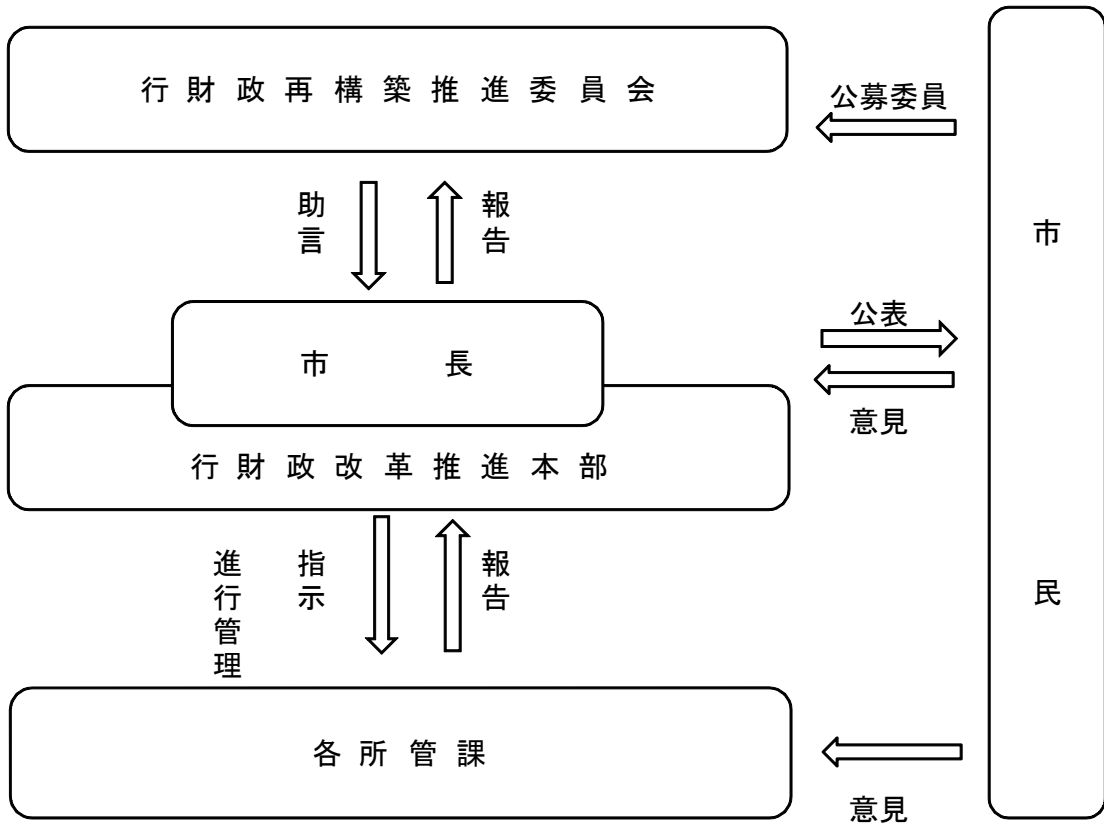 行財政再構築推進委員会
公募委員
助言
報告
市長
公表
意見
行財政改革推進本部
進行管理
指示
報告
各所管課
意見
市民